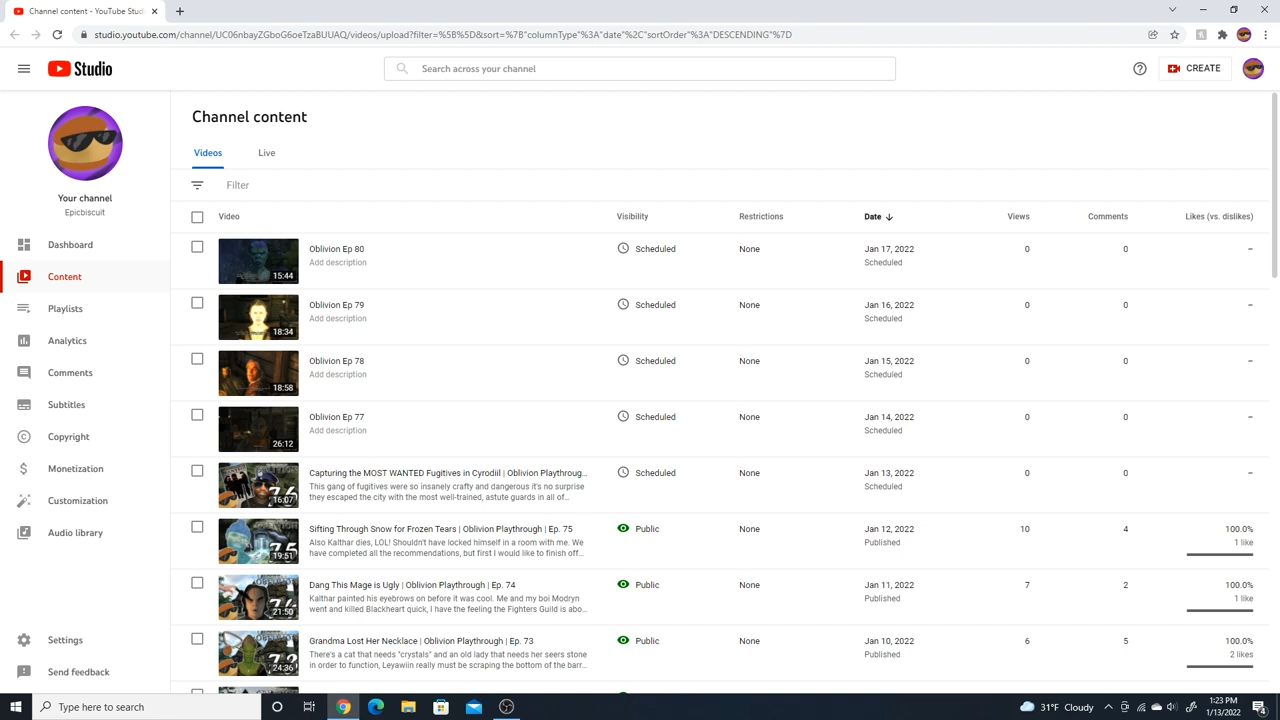 Channel content - YouTube Studio
studio.youtube.com/channel/UC06nbayZGboG6oeTzaBUUAQ/videos/upload?filter=%5B%5D&sort=%7B"columnType"%3A"date"%2C"sortOrder"%3A"DESCENDING"%7D
Studio
Search across your channel
CREATE
Channel content
Videos Live
Filter
Your channel
Epicbiscuit
Dashboard
Content
Playlists
Analytics
Comments
Subtitles
Copyright
Monetization
Customization
Audio library
Settings
Send feedback
Video Visibility Restrictions Date Views Comments Likes (vs. dislikes)
Oblivion Ep 80 Scheduled None Jan 17, 2022 0 0 –
Add description Scheduled
15:44
Oblivion Ep 79 Scheduled None Jan 16, 2022 0 0 –
Add description Scheduled
18:34
Oblivion Ep 78 Scheduled None Jan 15, 2022 0 0 –
Add description Scheduled
18:58
Oblivion Ep 77 Scheduled None Jan 14, 2022 0 0 –
Add description Scheduled
26:12
Capturing the MOST WANTED Fugitives in Cyrodiil | Oblivion Playthroug... Scheduled None Jan 13, 2022 0 0 –
This gang of fugitives were so insanely crafty and dangerous it's no surprise Scheduled
they escaped the city with the most well-trained, astute guards in all of...
16:07
Sifting Through Snow for Frozen Tears | Oblivion Playthrough | Ep. 75 Public None Jan 12, 2022 10 4 100.0%
Also Kalthar dies, LOL! Shouldn't have locked himself in a room with me. We Published 1 like
have completed all the recommendations, but first I would like to finish off...
19:51
Dang This Mage is Ugly | Oblivion Playthrough | Ep. 74 Public None Jan 11, 2022 7 2 100.0%
Kalthar painted his eyebrows on before it was cool. Me and my boi Modryn Published 1 like
went and killed Blackheart quick, I have the feeling the Fighters Guild is abo...
21:50
Grandma Lost Her Necklace | Oblivion Playthrough | Ep. 73 Public None Jan 10, 2022 6 5 100.0%
There's a cat that needs "crystals" and an old lady that needs her seers stone Published 2 likes
in order to function, Leyawiin really must be scraping the bottom of the barr...
24:36
Type here to search
31°F Cloudy
1:23 PM
1/13/2022
4